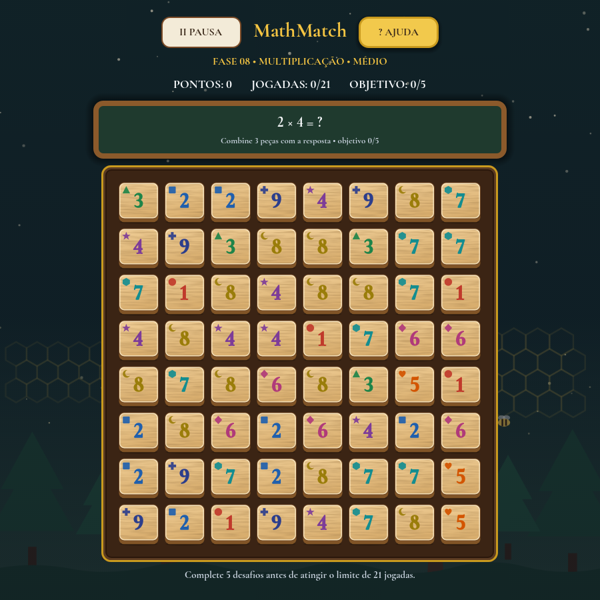 II PAUSA MathMatch ? AJUDA
FASE 08 • MULTIPLICAÇÃO • MÉDIO
PONTOS: 0 JOGADAS: 0/21 OBJETIVO: 0/5
2 × 4 = ?
Combine 3 peças com a resposta • objetivo 0/5
3 2 2 9 4 9 8 7
4 9 3 8 8 3 7 7
7 1 8 4 8 8 7 1
4 8 4 4 1 7 6 6
8 7 8 6 8 3 5 1
2 8 6 2 6 4 2 6
2 9 7 2 8 7 7 5
9 2 1 9 4 7 8 5
Complete 5 desafios antes de atingir o limite de 21 jogadas.